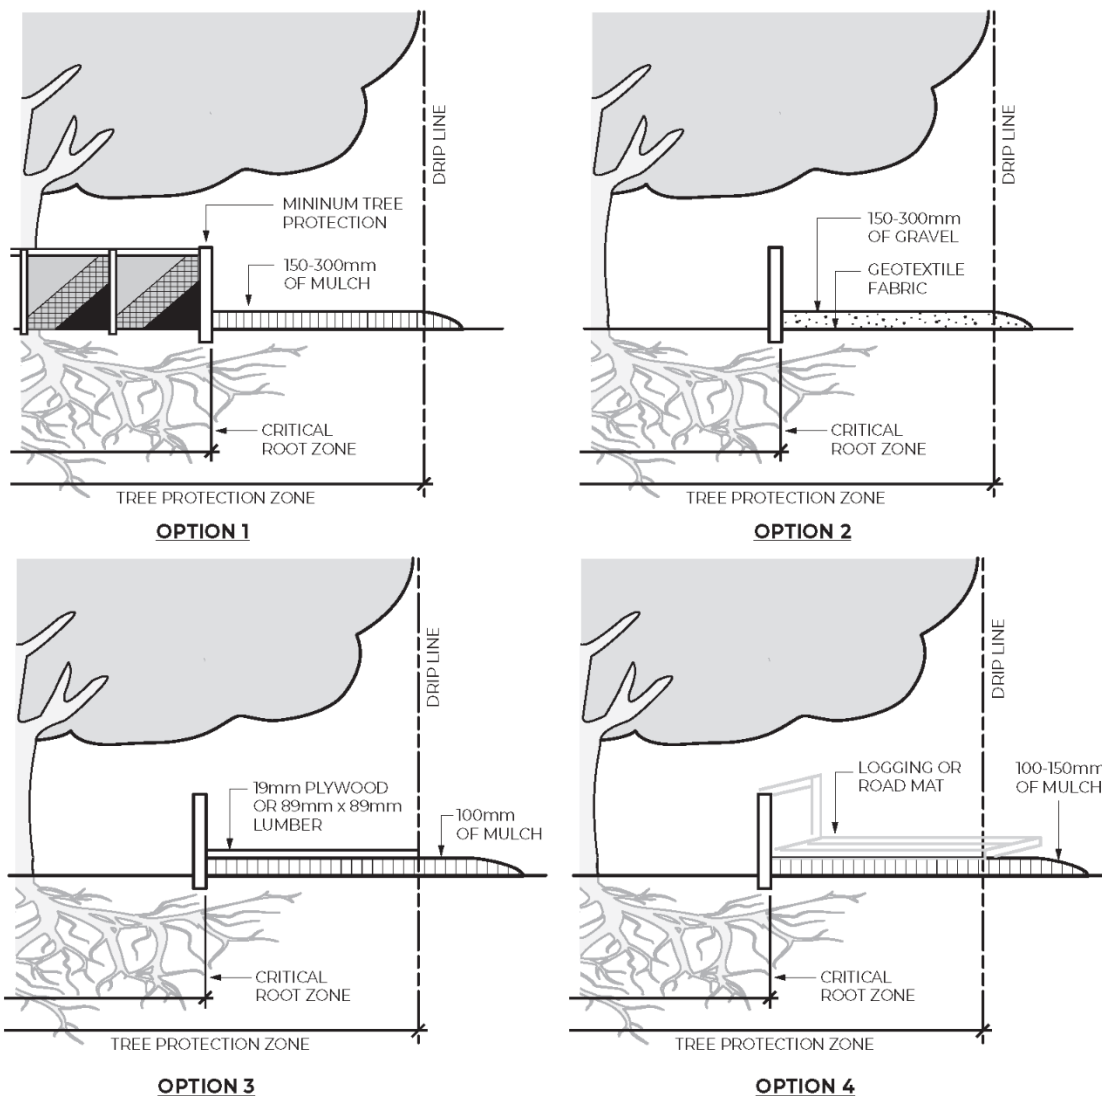 DRIP LINE
MININUM TREE
PROTECTION
150-300mm
OF MULCH
CRITICAL
ROOT ZONE
TREE PROTECTION ZONE
OPTION 1
DRIP LINE
150-300mm
OF GRAVEL
GEOTEXTILE
FABRIC
CRITICAL
ROOT ZONE
TREE PROTECTION ZONE
OPTION 2
DRIP LINE
19mm PLYWOOD
OR 89mm x 89mm
LUMBER
100mm
OF MULCH
CRITICAL
ROOT ZONE
TREE PROTECTION ZONE
OPTION 3
DRIP LINE
LOGGING OR
ROAD MAT
100-150mm
OF MULCH
CRITICAL
ROOT ZONE
TREE PROTECTION ZONE
OPTION 4